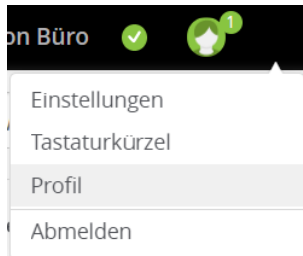 on Büro
1
Einstellungen
Tastaturkürzel
Profil
Abmelden